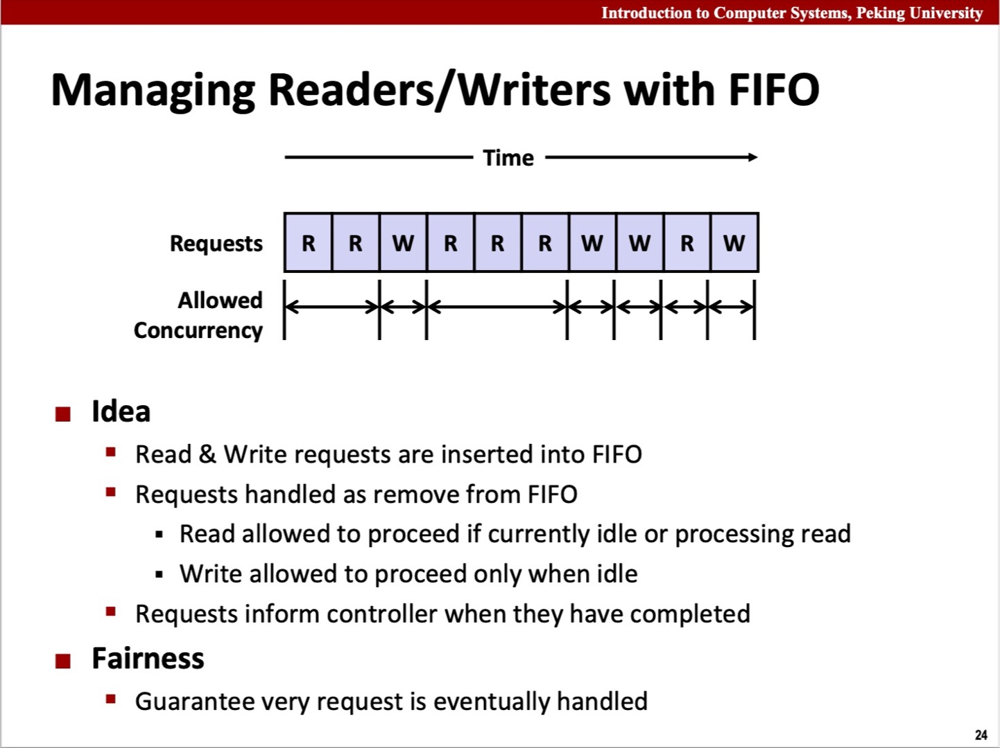 Introduction to Computer Systems, Peking University
Managing Readers/Writers with FIFO
Time
Requests R R W R R R W W R W
Allowed
Concurrency
Idea
Read & Write requests are inserted into FIFO
Requests handled as remove from FIFO
Read allowed to proceed if currently idle or processing read
Write allowed to proceed only when idle
Requests inform controller when they have completed
Fairness
Guarantee very request is eventually handled
24